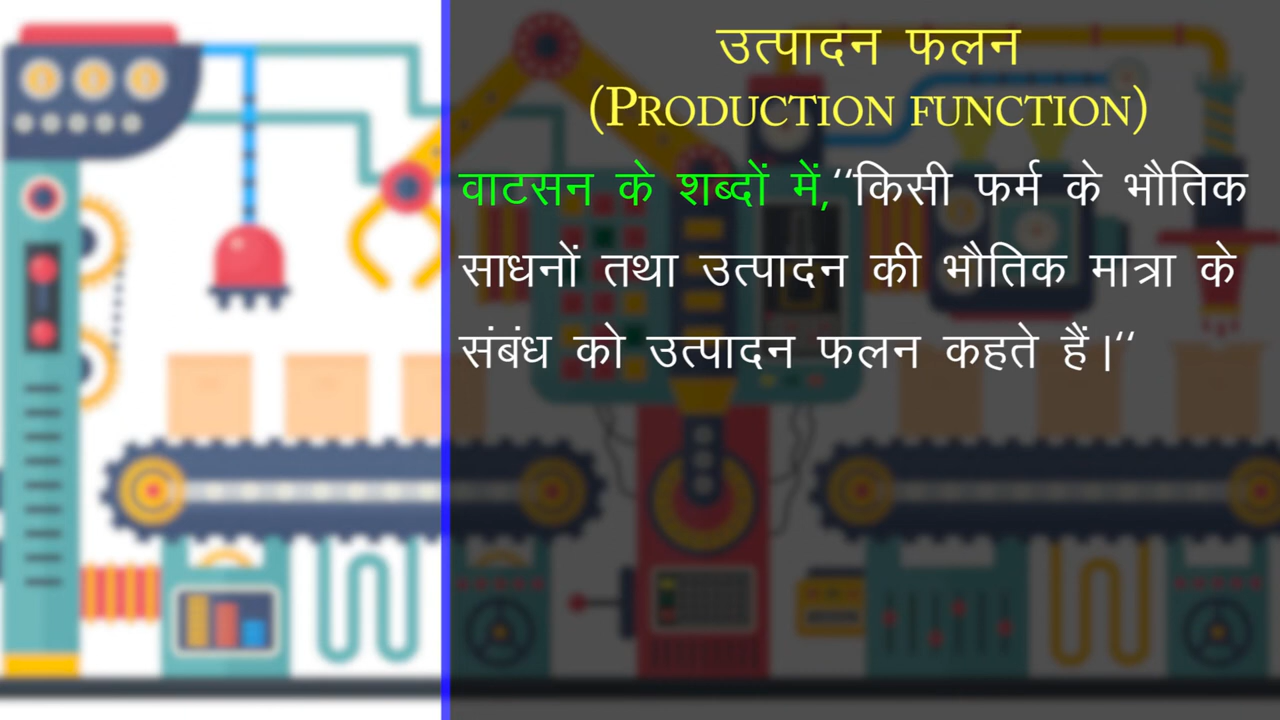 उत्पादन फलन
(PRODUCTION FUNCTION)
वाटसन के शब्दों में,‘‘किसी फर्म के भौतिक
साधनों तथा उत्पादन की भौतिक मात्रा के
संबंध को उत्पादन फलन कहते हैं।‘‘